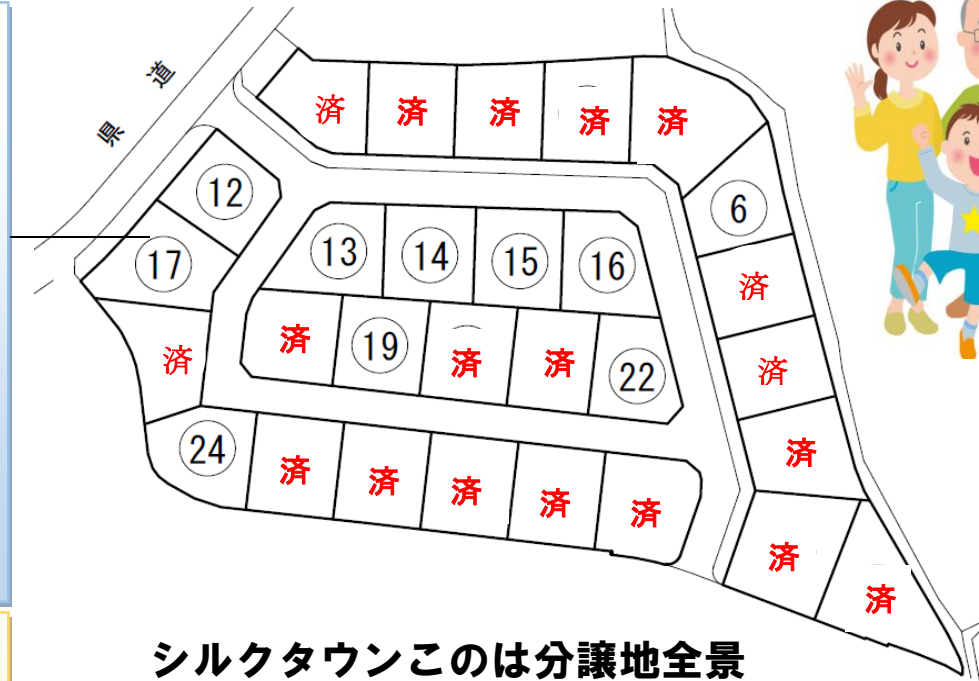 県道
済 済 済 済 済
12
6
13 14 15 16
17
済
済 19 済 済 22
済
済
24 済 済 済 済 済
済
済
済
シルクタウンこのは分譲地全景